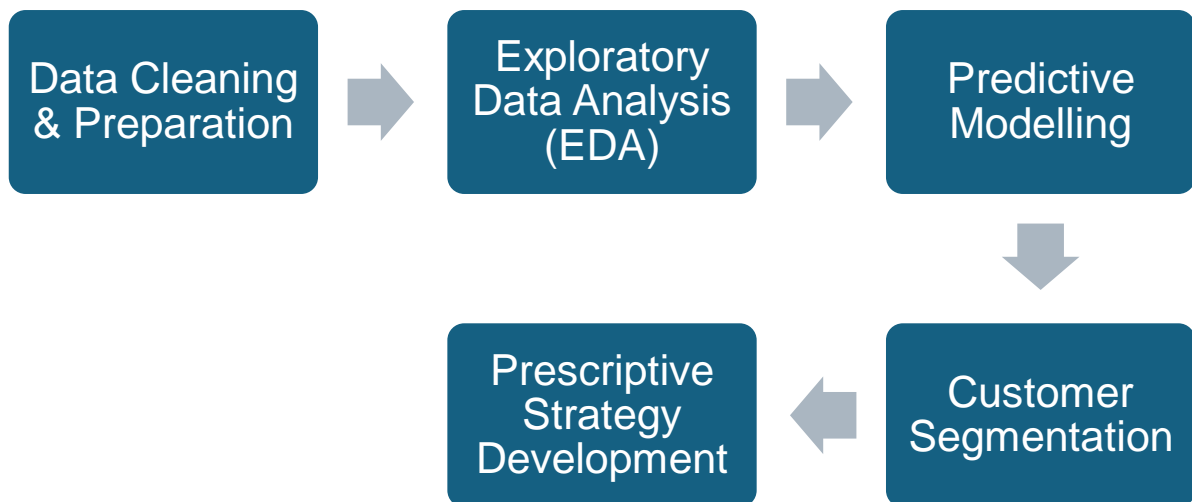 Data Cleaning
& Preparation
Exploratory
Data Analysis
(EDA)
Predictive
Modelling
Customer
Segmentation
Prescriptive
Strategy
Development